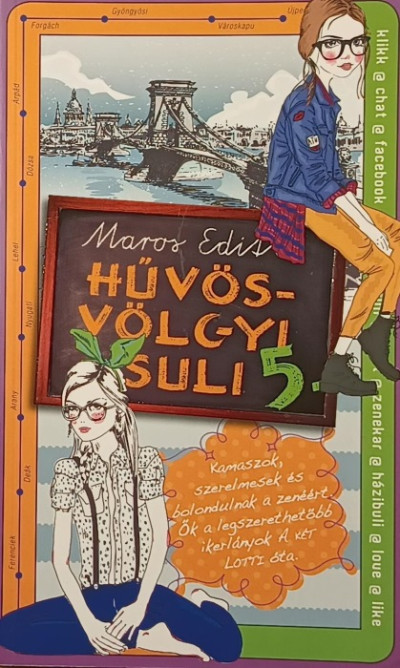 Gyöngyösi
Forgách
Városkapu
Árpád
Dózsa
Lehel
Nyugati
Arany
Deák
Ferenciek
klikk @ chat @ facebook
@ zenekar @ házibuli @ love @ like
Maros Edit
HŰVÖS-
VÖLGYI
SULI 5.
Kamaszok,
szerelmesek és
bolondulnak a zenéért.
Ők a legszerethetőbb
ikerlányok A KÉT
LOTTI óta.